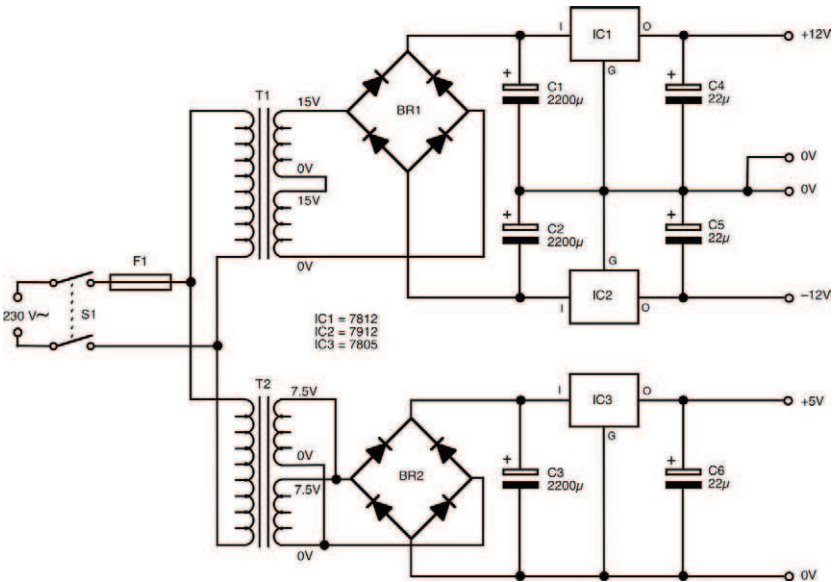 I
IC1
O
+12V
G
+
C1
2200µ
+
C4
22µ
T1
15V
BR1
0V
15V
0V
0V
0V
+
C2
2200µ
+
C5
22µ
F1
G
230 V~
S1
I
IC2
O
–12V
IC1 = 7812
IC2 = 7912
IC3 = 7805
T2
7.5V
I
IC3
O
+5V
G
0V
7.5V
BR2
+
C3
2200µ
+
C6
22µ
0V
0V